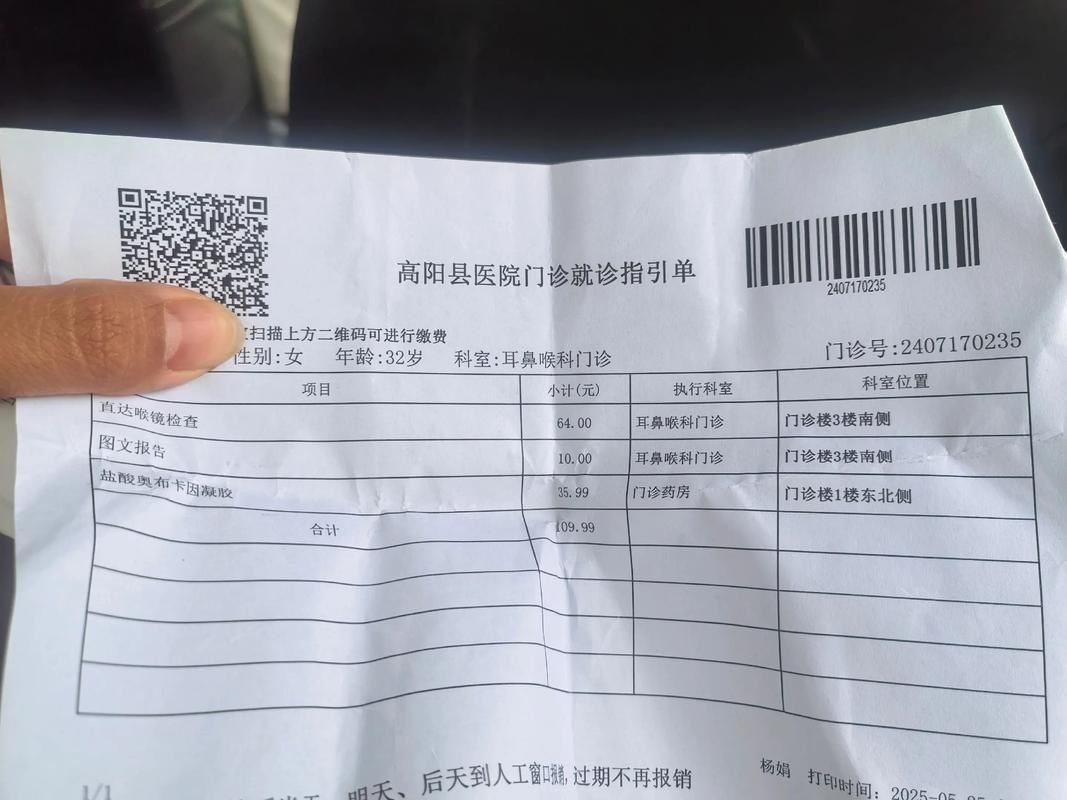 高阳县医院门诊就诊指引单
2407170235
扫描上方二维码可进行缴费
性别:女 年龄:32岁 科室:耳鼻喉科门诊 门诊号:2407170235
项目 小计(元) 执行科室 科室位置
直达喉镜检查 64.00 耳鼻喉科门诊 门诊楼3楼南侧
图文报告 10.00 耳鼻喉科门诊 门诊楼3楼南侧
盐酸奥布卡因凝胶 35.99 门诊药房 门诊楼1楼东北侧
合计 109.99
明天、后天到人工窗口报销,过期不再报销
杨娟 打印时间: 2025-05
1/1